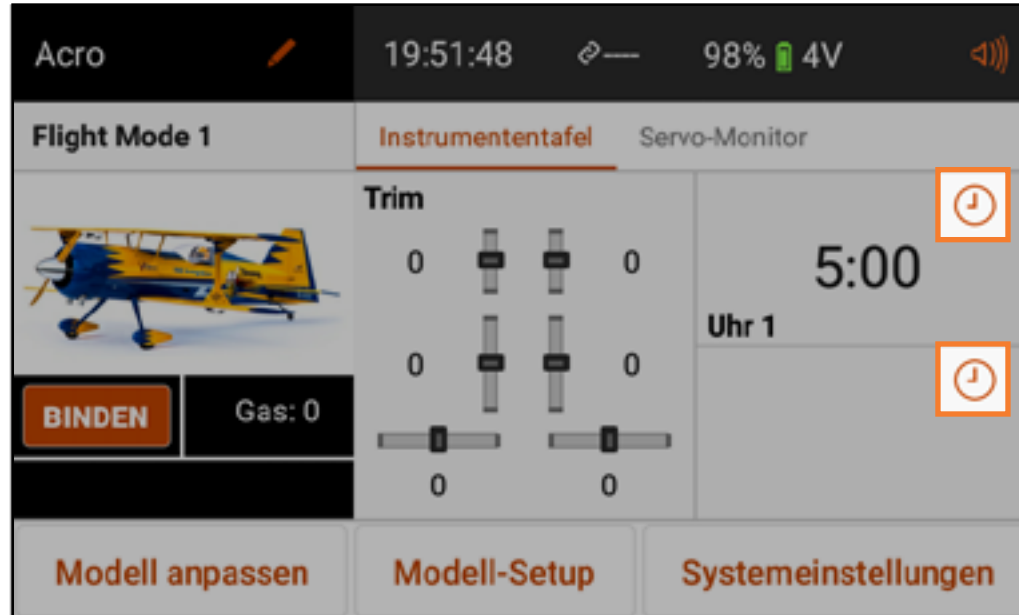 Acro
19:51:48
98% 4V
Flight Mode 1
Instrumententafel
Servo-Monitor
Trim
0 0
0 0
0 0
5:00
Uhr 1
BINDEN
Gas: 0
Modell anpassen
Modell-Setup
Systemeinstellungen